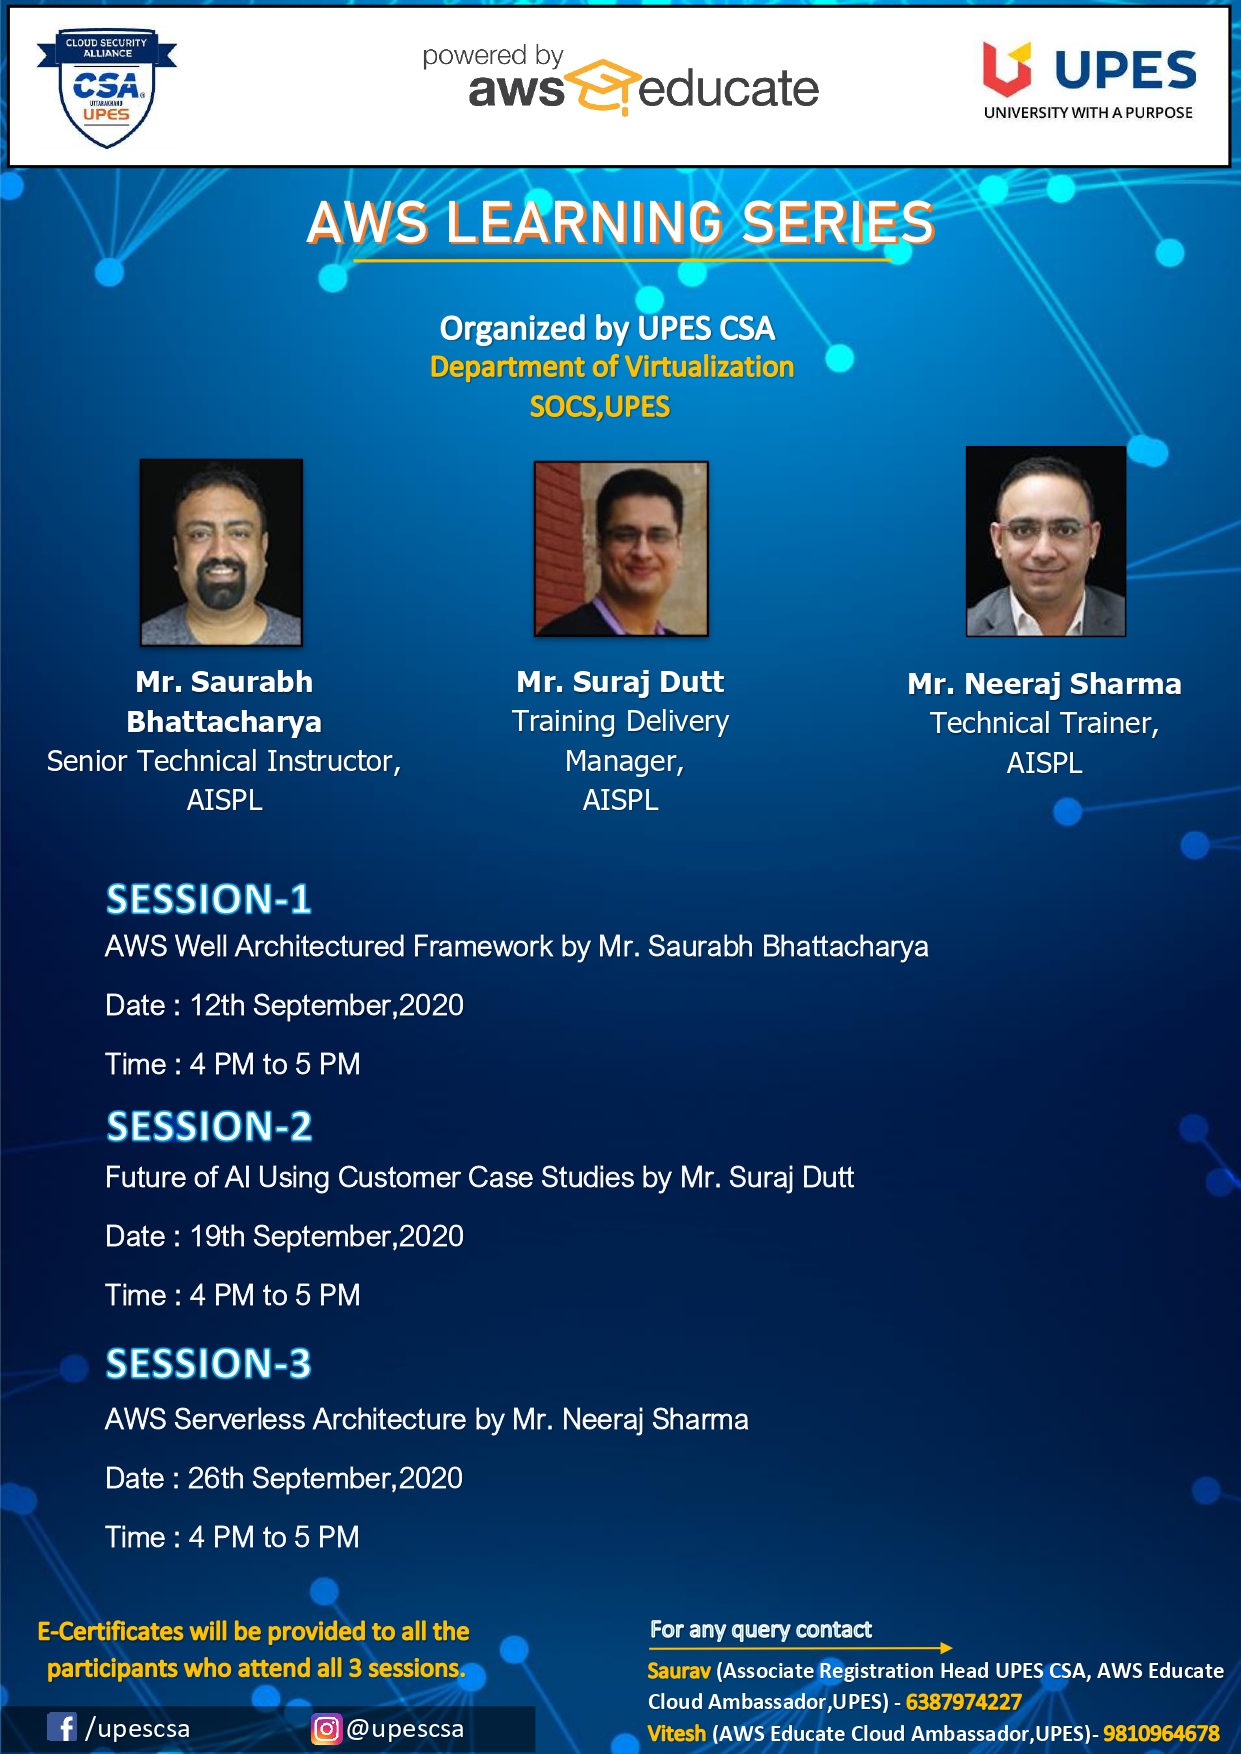 CLOUD SECURITY
ALLIANCE
CSA
UTTARAKHAND
UPES
powered by
aws educate
UPES
UNIVERSITY WITH A PURPOSE
AWS LEARNING SERIES
Organized by UPES CSA
Department of Virtualization
SOCS,UPES
Mr. Saurabh
Bhattacharya
Senior Technical Instructor,
AISPL
Mr. Suraj Dutt
Training Delivery
Manager,
AISPL
Mr. Neeraj Sharma
Technical Trainer,
AISPL
SESSION-1
AWS Well Architectured Framework by Mr. Saurabh Bhattacharya
Date : 12th September,2020
Time : 4 PM to 5 PM
SESSION-2
Future of AI Using Customer Case Studies by Mr. Suraj Dutt
Date : 19th September,2020
Time : 4 PM to 5 PM
SESSION-3
AWS Serverless Architecture by Mr. Neeraj Sharma
Date : 26th September,2020
Time : 4 PM to 5 PM
E-Certificates will be provided to all the
participants who attend all 3 sessions.
/upescsa
@upescsa
For any query contact
Saurav (Associate Registration Head UPES CSA, AWS Educate
Cloud Ambassador,UPES) - 6387974227
Vitesh (AWS Educate Cloud Ambassador,UPES)- 9810964678